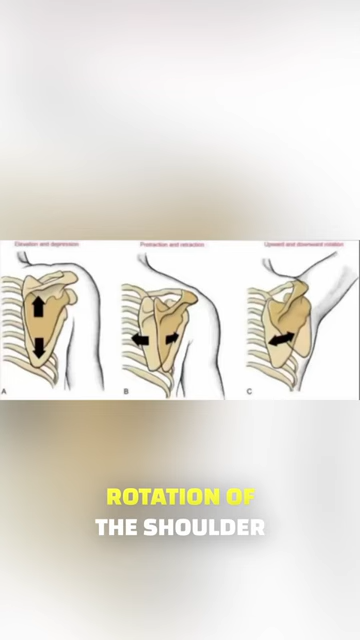 Elevation and depression
Protraction and retraction
Upward and downward rotation
A
B
C
ROTATION OF
THE SHOULDER